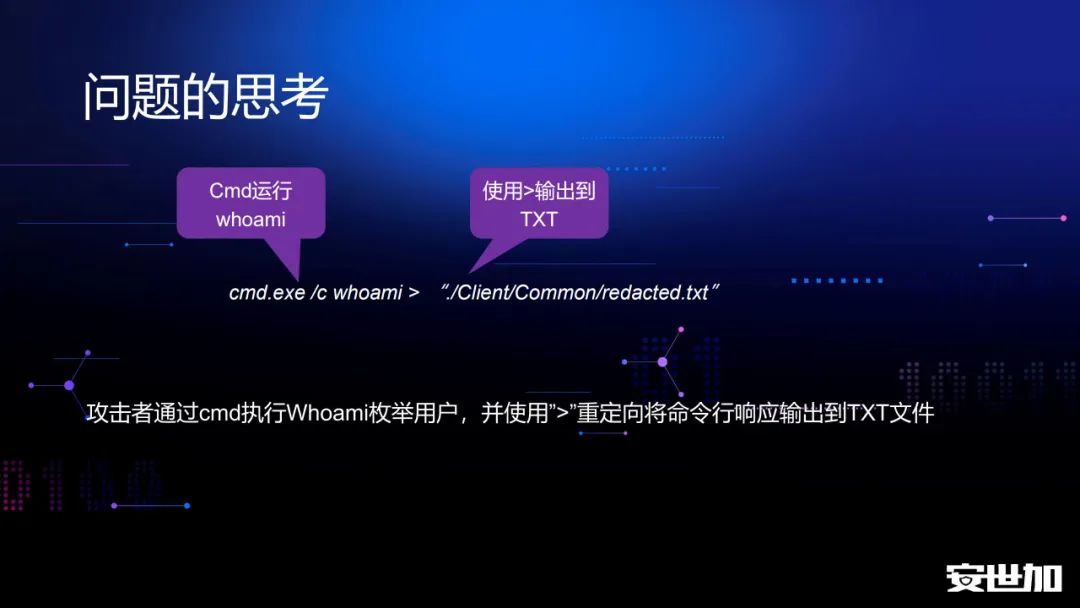 问题的思考
Cmd运行
whoami
使用>输出到
TXT
cmd.exe /c whoami > “./Client/Common/redacted.txt”
攻击者通过cmd执行Whoami枚举用户，并使用”>”重定向将命令行响应输出到TXT文件
安世加